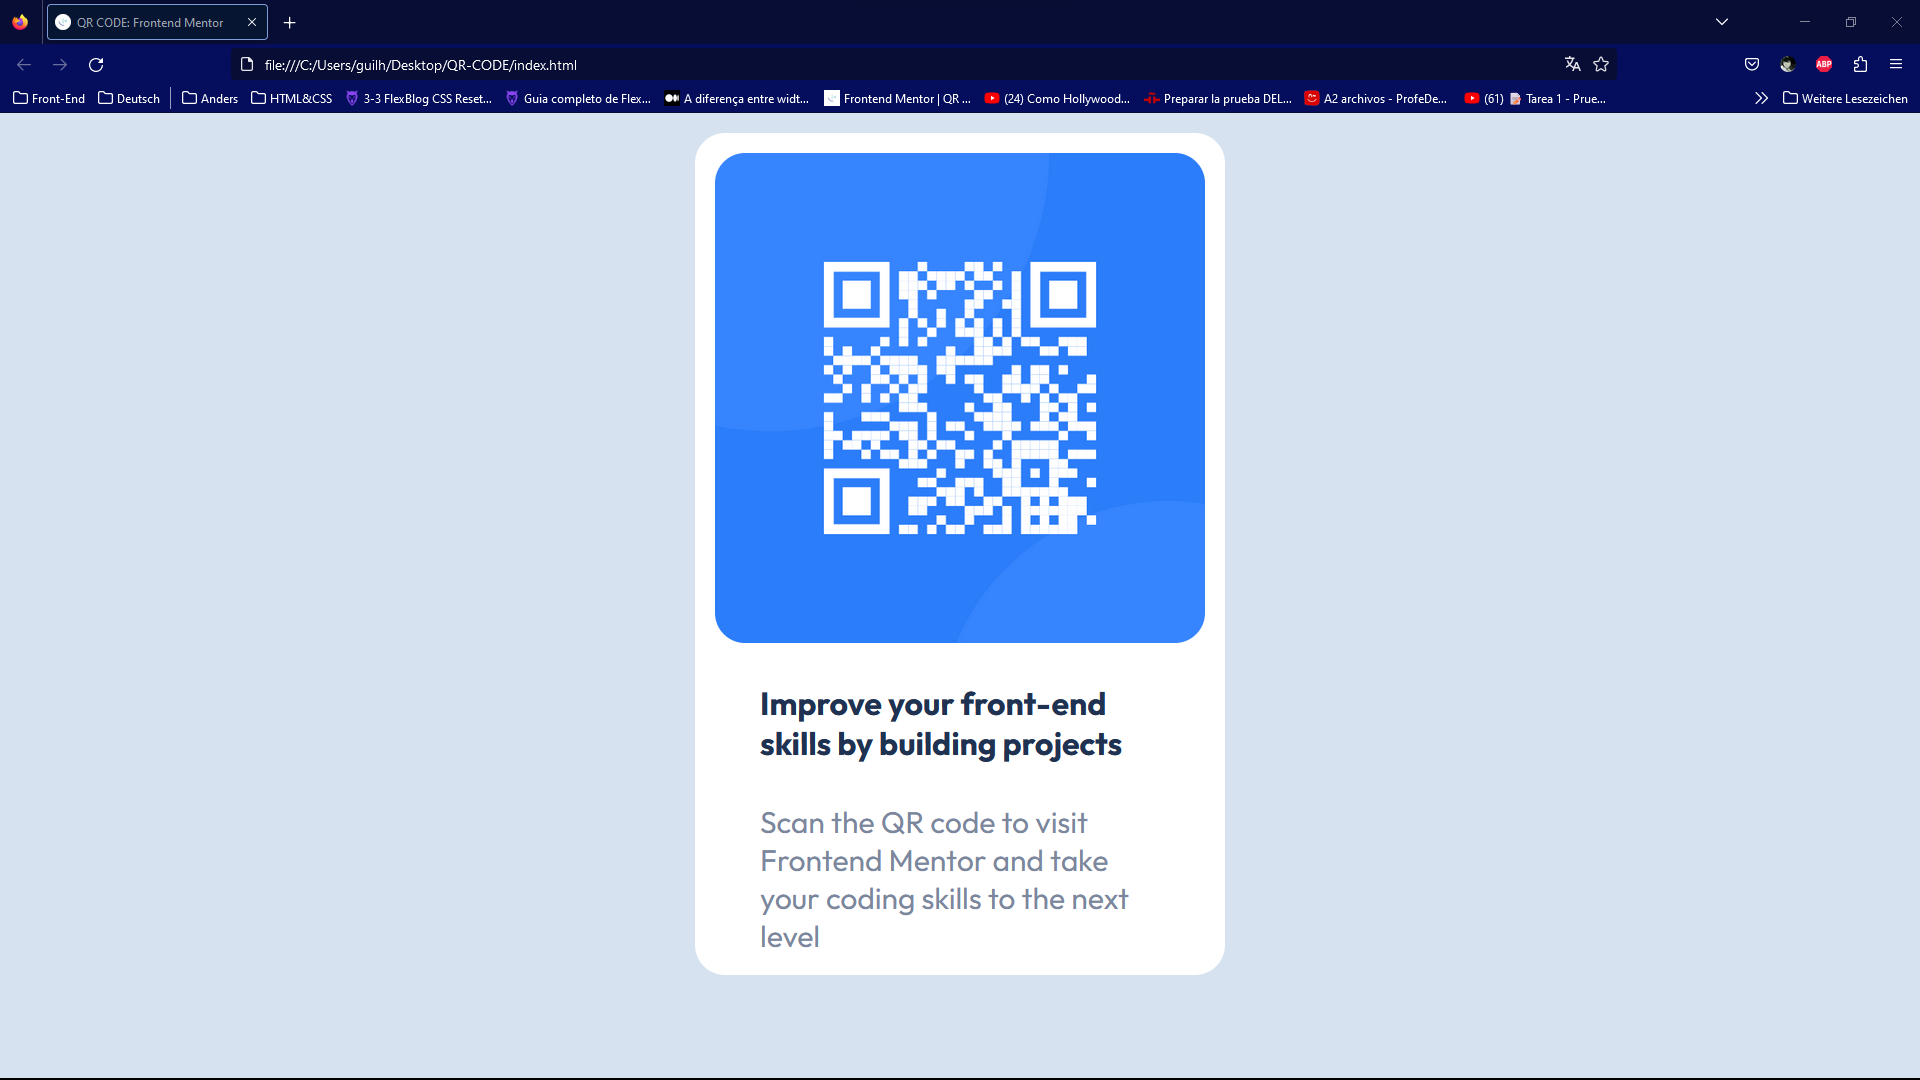 QR CODE: Frontend Mentor
file:///C:/Users/guilh/Desktop/QR-CODE/index.html
ABP
Front-End Deutsch Anders HTML&CSS 3-3 FlexBlog CSS Reset... Guia completo de Flex... A diferença entre widt... Frontend Mentor | QR ... (24) Como Hollywood... Preparar la prueba DEL... A2 archivos - ProfeDe... (61) Tarea 1 - Prue... Weitere Lesezeichen
Improve your front-end
skills by building projects
Scan the QR code to visit
Frontend Mentor and take
your coding skills to the next
level